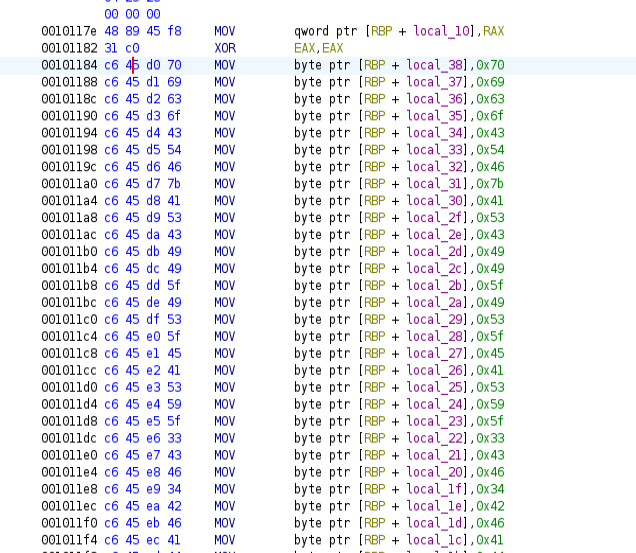 00 00 00
0010117e 48 89 45 f8 MOV qword ptr [RBP + local_10],RAX
00101182 31 c0 XOR EAX,EAX
00101184 c6 45 d0 70 MOV byte ptr [RBP + local_38],0x70
00101188 c6 45 d1 69 MOV byte ptr [RBP + local_37],0x69
0010118c c6 45 d2 63 MOV byte ptr [RBP + local_36],0x63
00101190 c6 45 d3 6f MOV byte ptr [RBP + local_35],0x6f
00101194 c6 45 d4 43 MOV byte ptr [RBP + local_34],0x43
00101198 c6 45 d5 54 MOV byte ptr [RBP + local_33],0x54
0010119c c6 45 d6 46 MOV byte ptr [RBP + local_32],0x46
001011a0 c6 45 d7 7b MOV byte ptr [RBP + local_31],0x7b
001011a4 c6 45 d8 41 MOV byte ptr [RBP + local_30],0x41
001011a8 c6 45 d9 53 MOV byte ptr [RBP + local_2f],0x53
001011ac c6 45 da 43 MOV byte ptr [RBP + local_2e],0x43
001011b0 c6 45 db 49 MOV byte ptr [RBP + local_2d],0x49
001011b4 c6 45 dc 49 MOV byte ptr [RBP + local_2c],0x49
001011b8 c6 45 dd 5f MOV byte ptr [RBP + local_2b],0x5f
001011bc c6 45 de 49 MOV byte ptr [RBP + local_2a],0x49
001011c0 c6 45 df 53 MOV byte ptr [RBP + local_29],0x53
001011c4 c6 45 e0 5f MOV byte ptr [RBP + local_28],0x5f
001011c8 c6 45 e1 45 MOV byte ptr [RBP + local_27],0x45
001011cc c6 45 e2 41 MOV byte ptr [RBP + local_26],0x41
001011d0 c6 45 e3 53 MOV byte ptr [RBP + local_25],0x53
001011d4 c6 45 e4 59 MOV byte ptr [RBP + local_24],0x59
001011d8 c6 45 e5 5f MOV byte ptr [RBP + local_23],0x5f
001011dc c6 45 e6 33 MOV byte ptr [RBP + local_22],0x33
001011e0 c6 45 e7 43 MOV byte ptr [RBP + local_21],0x43
001011e4 c6 45 e8 46 MOV byte ptr [RBP + local_20],0x46
001011e8 c6 45 e9 34 MOV byte ptr [RBP + local_1f],0x34
001011ec c6 45 ea 42 MOV byte ptr [RBP + local_1e],0x42
001011f0 c6 45 eb 46 MOV byte ptr [RBP + local_1d],0x46
001011f4 c6 45 ec 41 MOV byte ptr [RBP + local_1c],0x41